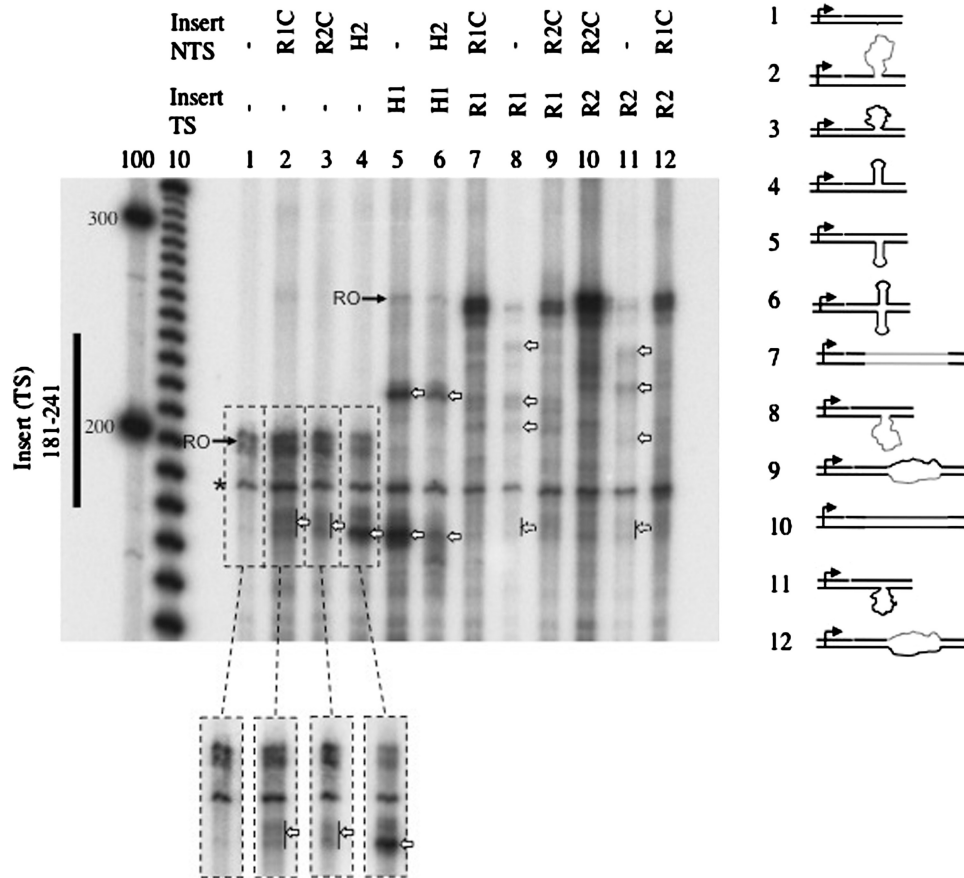 Insert NTS - R1C R2C H2 - H2 R1C - R1C R2C - R1C
Insert TS - - - - H1 H1 R1 R1 R1 R2 R2 R2
100 10 1 2 3 4 5 6 7 8 9 10 11 12
300
RO
Insert (TS)
181-241
200
RO
*
1
2
3
4
5
6
7
8
9
10
11
12